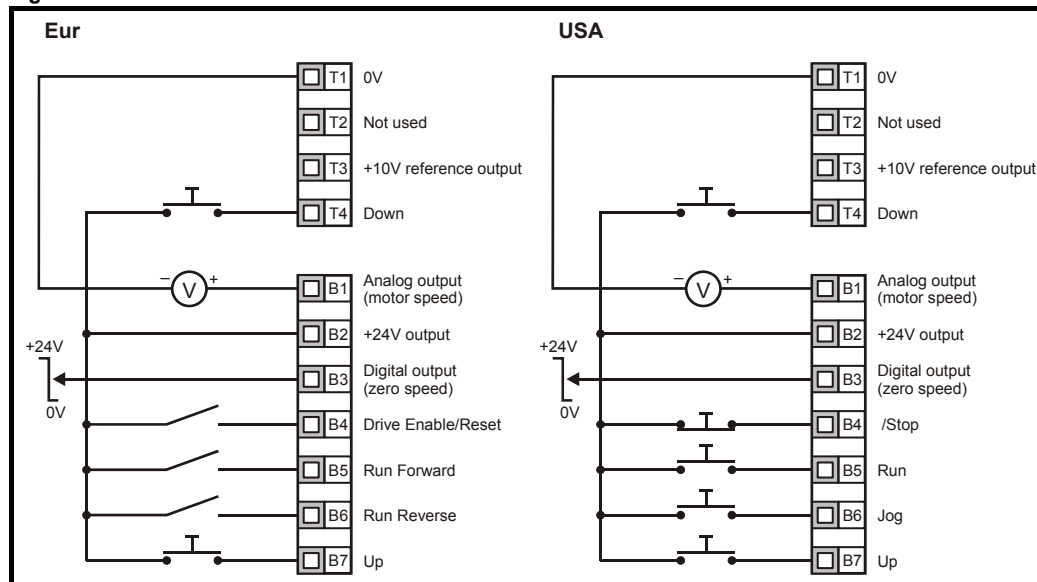 Eur
T1 0V
T2 Not used
T3 +10V reference output
T4 Down
– V +
B1 Analog output
(motor speed)
B2 +24V output
+24V
B3 Digital output
(zero speed)
0V
B4 Drive Enable/Reset
B5 Run Forward
B6 Run Reverse
B7 Up
USA
T1 0V
T2 Not used
T3 +10V reference output
T4 Down
– V +
B1 Analog output
(motor speed)
B2 +24V output
+24V
B3 Digital output
(zero speed)
0V
B4 /Stop
B5 Run
B6 Jog
B7 Up